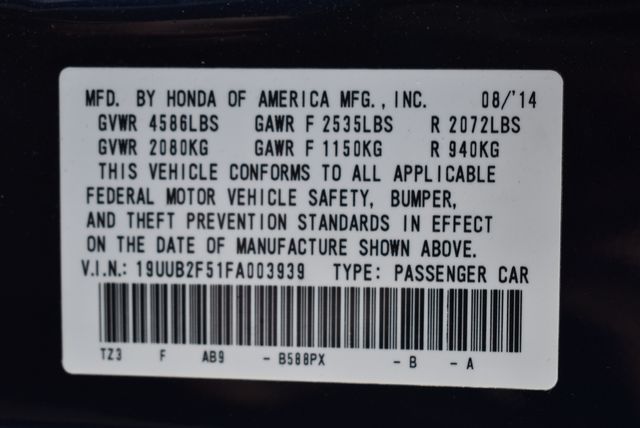 MFD. BY HONDA OF AMERICA MFG., INC. 08/'14
GVWR 4586LBS GAWR F 2535LBS R 2072LBS
GVWR 2080KG GAWR F 1150KG R 940KG
THIS VEHICLE CONFORMS TO ALL APPLICABLE
FEDERAL MOTOR VEHICLE SAFETY, BUMPER,
AND THEFT PREVENTION STANDARDS IN EFFECT
ON THE DATE OF MANUFACTURE SHOWN ABOVE.
V.I.N.: 19UUB2F51FA003939 TYPE: PASSENGER CAR
TZ3 F AB9 - B588PX - B - A